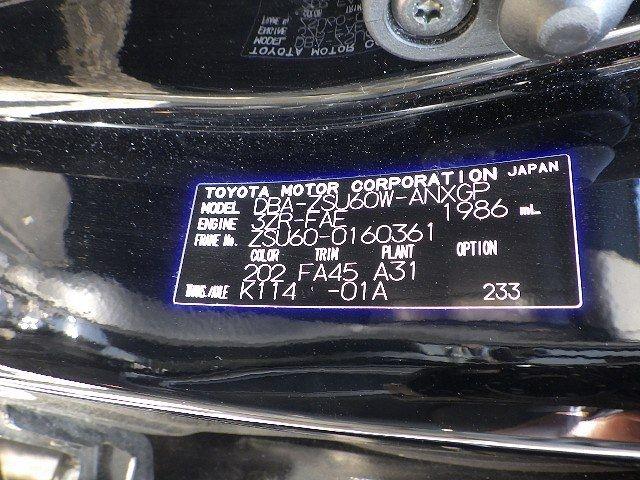 TOYOTA MOTOR CORPORATION JAPAN
MODEL DBA-ZSU60W-ANXGP
ENGINE 3ZR-FAE 1986 mL
FRAME No. ZSU60-0160361
COLOR TRIM PLANT OPTION
202 FA45 A31
TRANS./AXLE K114 -01A 233